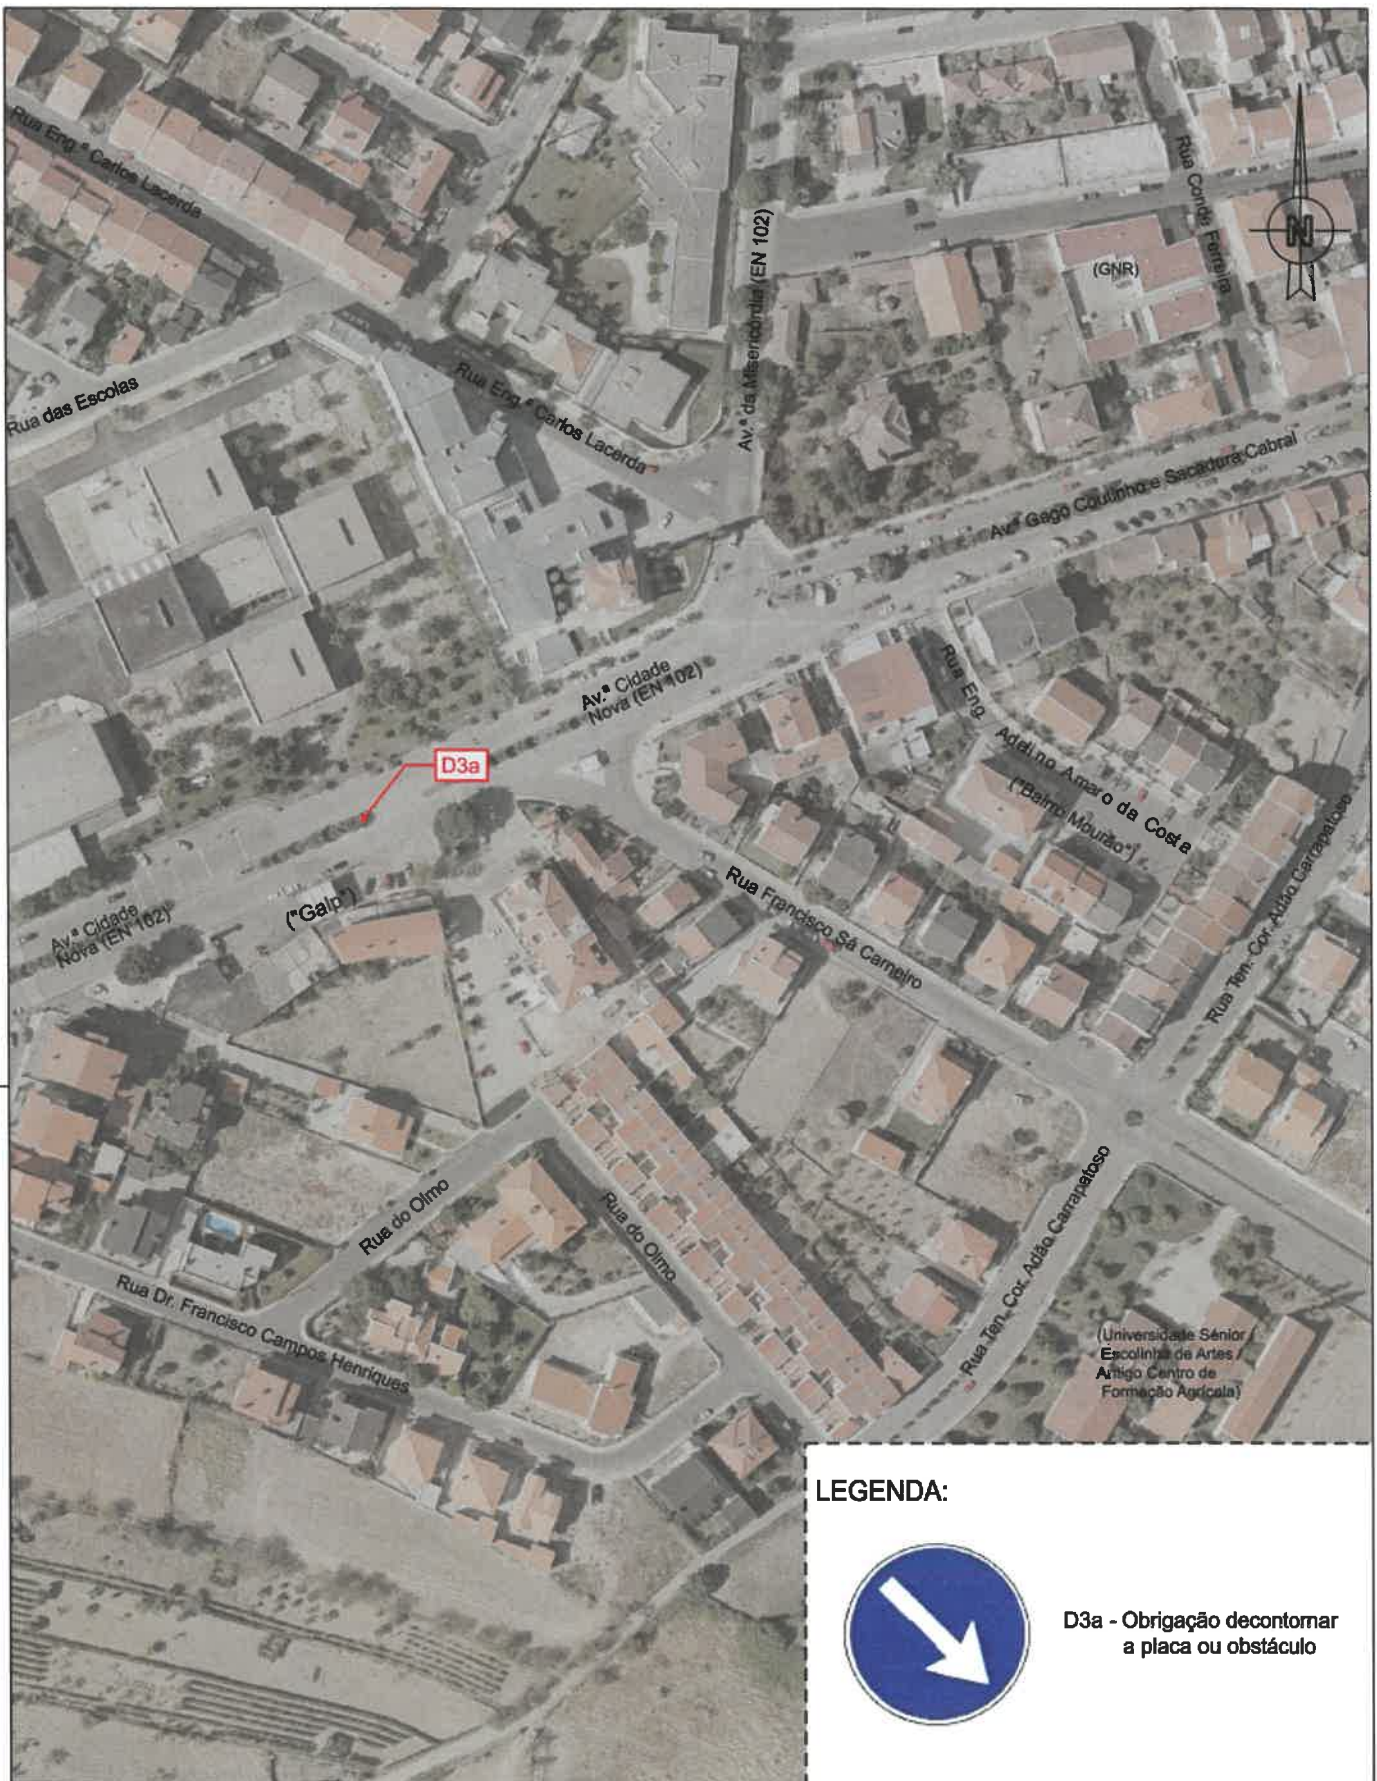 Rua Eng.º Carlos Lacerda
Rua Conde Ferreira
N
Av.ª da Misericórdia (EN 102)
(GNR)
Rua das Escolas
Rua Eng.º Carlos Lacerda
Av.ª Gago Coutinho e Sacadura Cabral
Av.ª Cidade
Nova (EN 102)
Rua Eng. Adelino Amaro da Costa
("Bairro Mourão")
D3a
Rua Ten. Cor. Adão Carrapatoso
Rua Francisco Sá Carneiro
("Galp")
Av.ª Cidade
Nova (EN 102)
Rua do Olmo
Rua do Olmo
Rua Ten. Cor. Adão Carrapatoso
Rua Dr. Francisco Campos Henriques
(Universidade Sénior /
Escolinha de Artes /
Antigo Centro de
Formação Agrícola)
LEGENDA:
D3a - Obrigação decontornar
a placa ou obstáculo